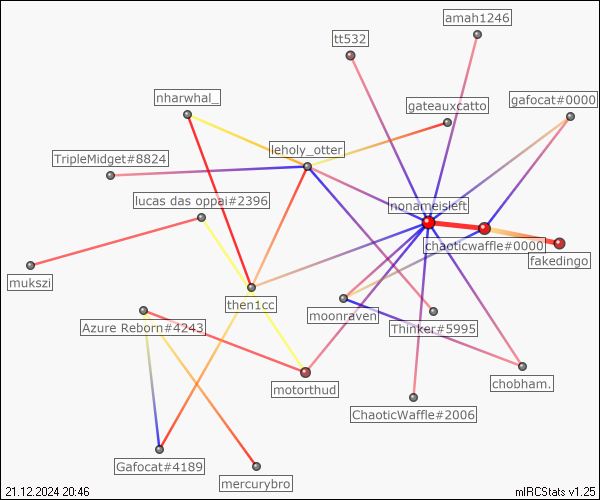 amah1246
tt532
nharwhal_
gafocat#0000
gateauxcatto
leholy_otter
TripleMidget#8824
lucas das oppai#2396
nonameisleft
chaoticwaffle#0000
fakedingo
mukszi
then1cc
moonraven
Azure Reborn#4243
Thinker#5995
motorthud
chobham.
ChaoticWaffle#2006
Gafocat#4189
mercurybro
21.12.2024 20:46
mIRCStats v1.25